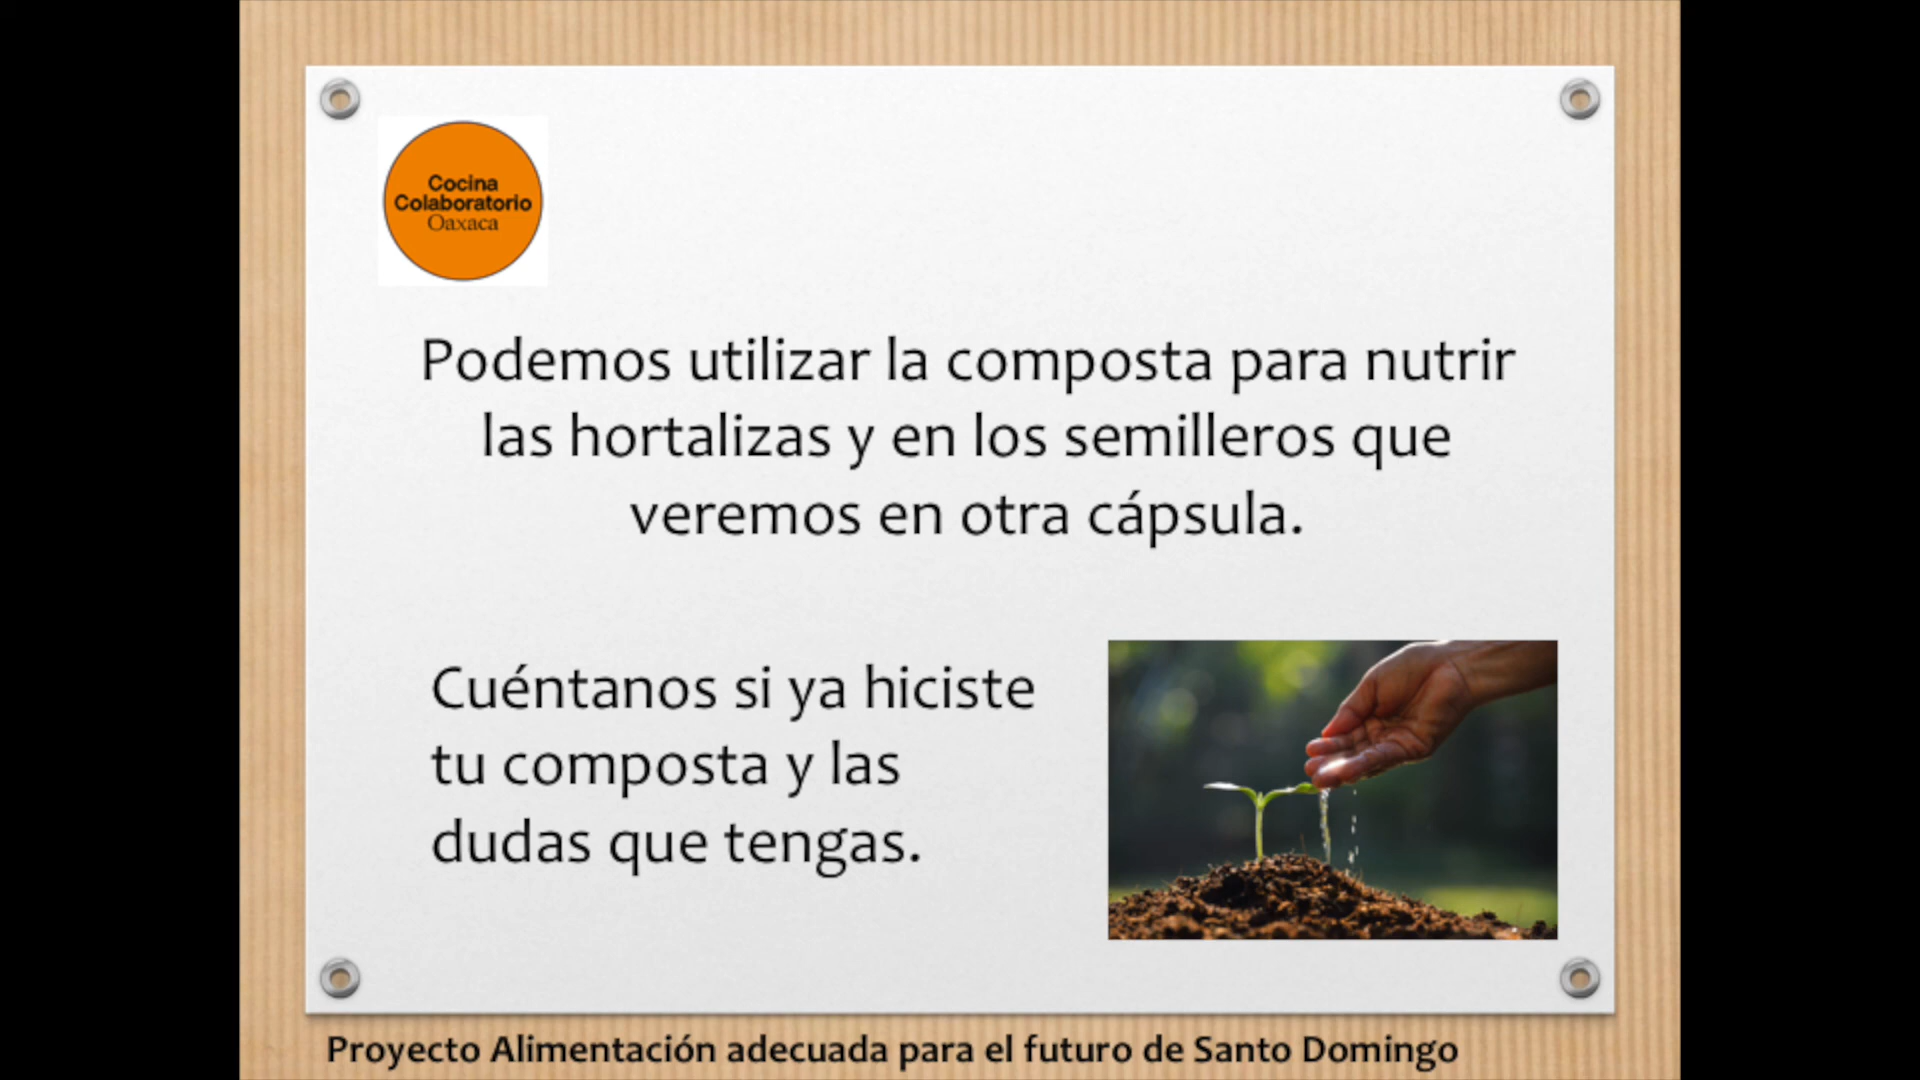 Cocina
Colaboratorio
Oaxaca
Podemos utilizar la composta para nutrir
las hortalizas y en los semilleros que
veremos en otra cápsula.
Cuéntanos si ya hiciste
tu composta y las
dudas que tengas.
Proyecto Alimentación adecuada para el futuro de Santo Domingo